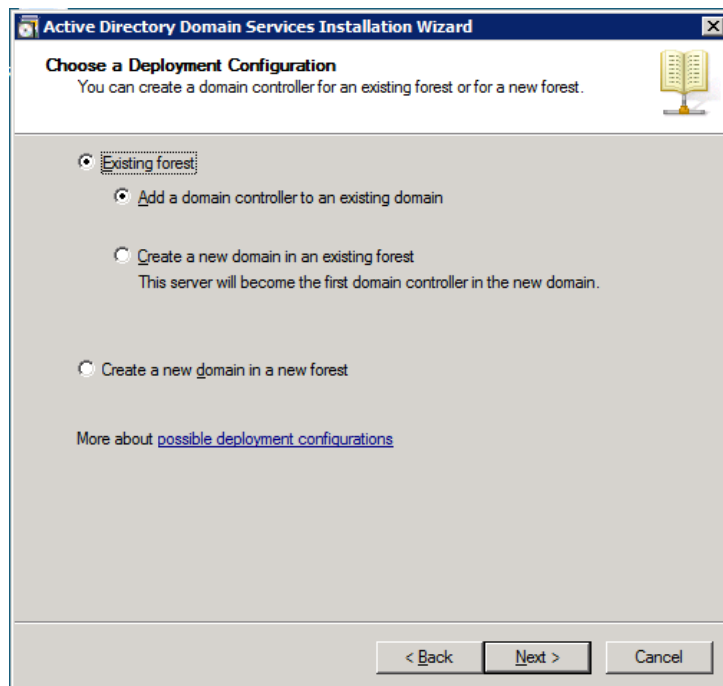 Active Directory Domain Services Installation Wizard
Choose a Deployment Configuration
You can create a domain controller for an existing forest or for a new forest.
Existing forest
Add a domain controller to an existing domain
Create a new domain in an existing forest
This server will become the first domain controller in the new domain.
Create a new domain in a new forest
More about possible deployment configurations
< Back Next > Cancel